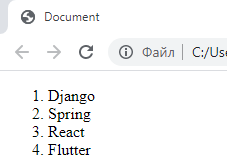 Document
Файл | C:/Use
1. Django
2. Spring
3. React
4. Flutter